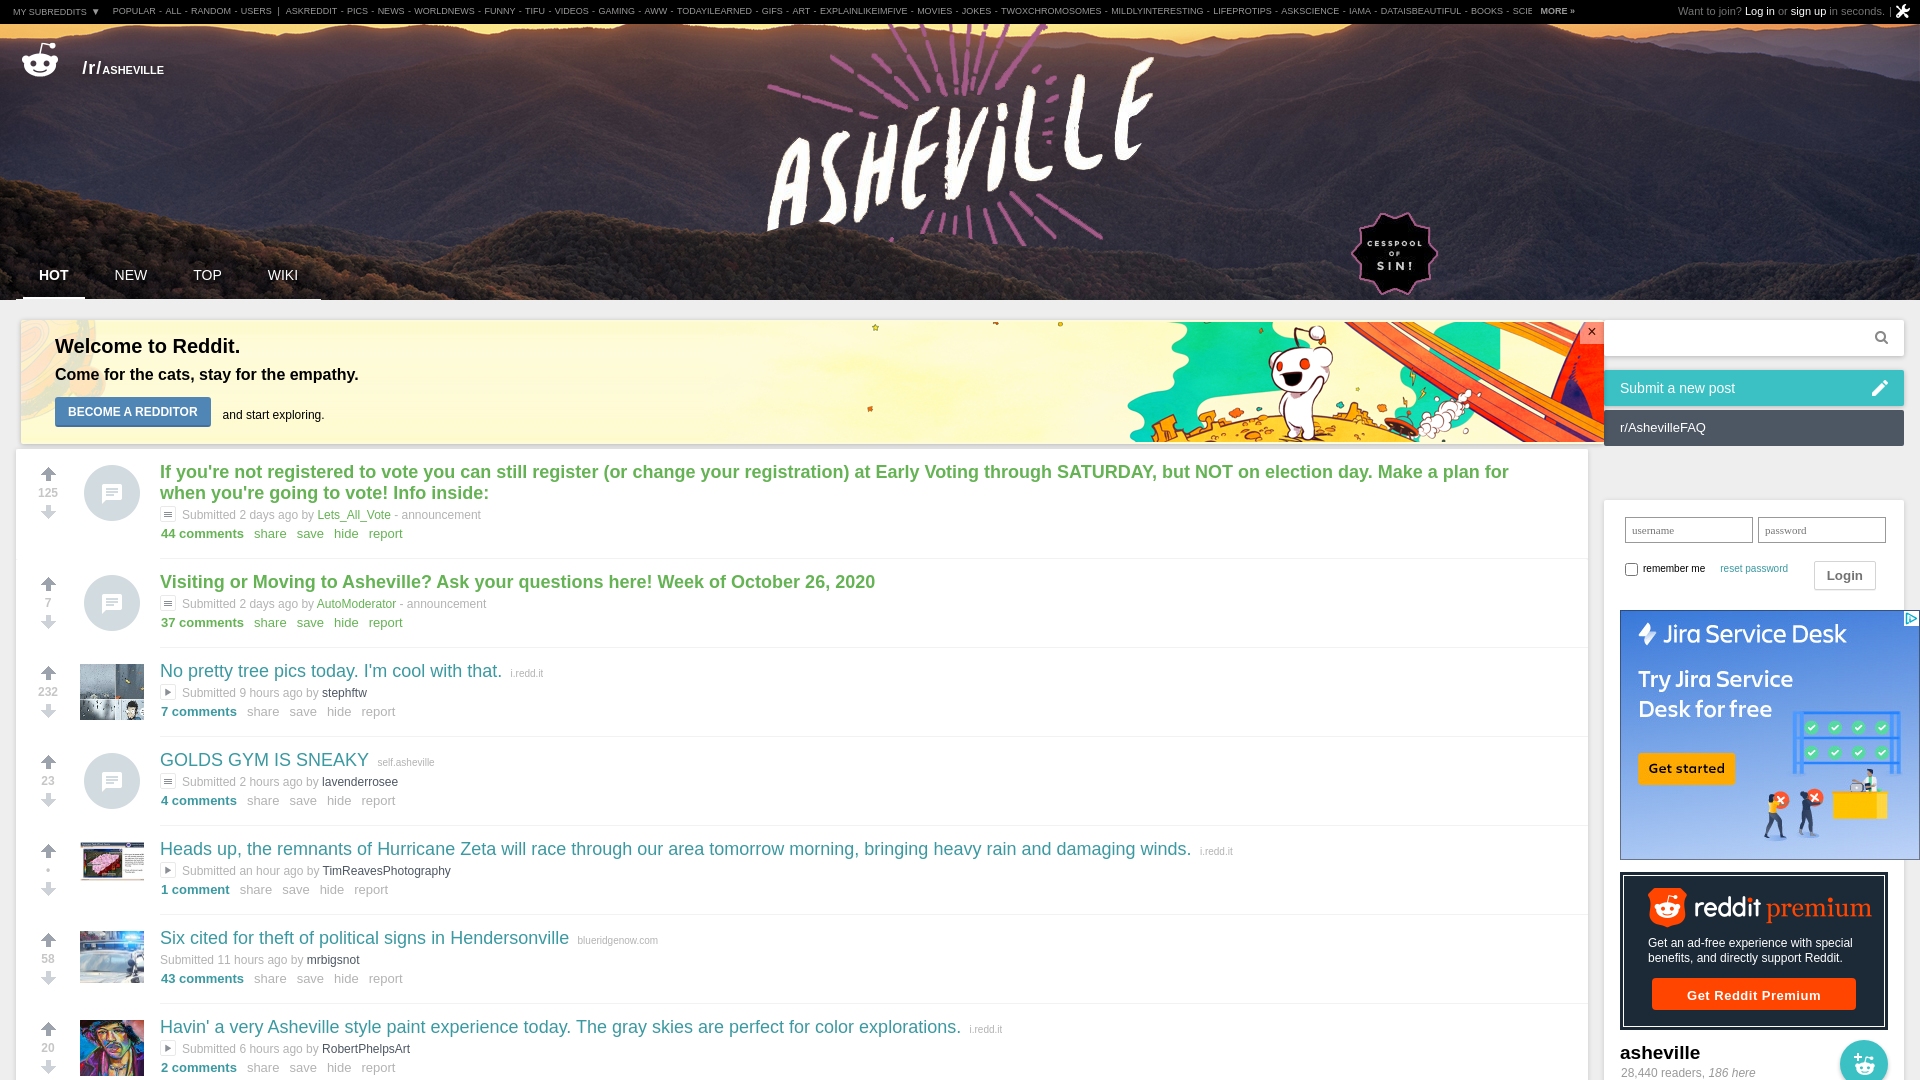 MY SUBREDDITS ▼ POPULAR - ALL - RANDOM - USERS | ASKREDDIT - PICS - NEWS - WORLDNEWS - FUNNY - TIFU - VIDEOS - GAMING - AWW - TODAYILEARNED - GIFS - ART - EXPLAINLIKEIMFIVE - MOVIES - JOKES - TWOXCHROMOSOMES - MILDLYINTERESTING - LIFEPROTIPS - ASKSCIENCE - IAMA - DATAISBEAUTIFUL - BOOKS - SCIE MORE »
Want to join? Log in or sign up in seconds. |
/r/ASHEVILLE
ASHEViLLE
CESSPOOL
OF
SIN!
HOT NEW TOP WIKI
Welcome to Reddit.
Come for the cats, stay for the empathy.
BECOME A REDDITOR and start exploring.
×
Submit a new post
r/AshevilleFAQ
125
If you're not registered to vote you can still register (or change your registration) at Early Voting through SATURDAY, but NOT on election day. Make a plan for
when you're going to vote! Info inside:
Submitted 2 days ago by Lets_All_Vote - announcement
44 comments share save hide report
7
Visiting or Moving to Asheville? Ask your questions here! Week of October 26, 2020
Submitted 2 days ago by AutoModerator - announcement
37 comments share save hide report
232
No pretty tree pics today. I'm cool with that. i.redd.it
Submitted 9 hours ago by stephftw
7 comments share save hide report
23
GOLDS GYM IS SNEAKY self.asheville
Submitted 2 hours ago by lavenderrosee
4 comments share save hide report
•
Heads up, the remnants of Hurricane Zeta will race through our area tomorrow morning, bringing heavy rain and damaging winds. i.redd.it
Submitted an hour ago by TimReavesPhotography
1 comment share save hide report
58
Six cited for theft of political signs in Hendersonville blueridgenow.com
Submitted 11 hours ago by mrbigsnot
43 comments share save hide report
20
Havin' a very Asheville style paint experience today. The gray skies are perfect for color explorations. i.redd.it
Submitted 6 hours ago by RobertPhelpsArt
2 comments share save hide report
username password
remember me reset password Login
Jira Service Desk
Try Jira Service
Desk for free
Get started
reddit premium
Get an ad-free experience with special
benefits, and directly support Reddit.
Get Reddit Premium
asheville
28,440 readers, 186 here